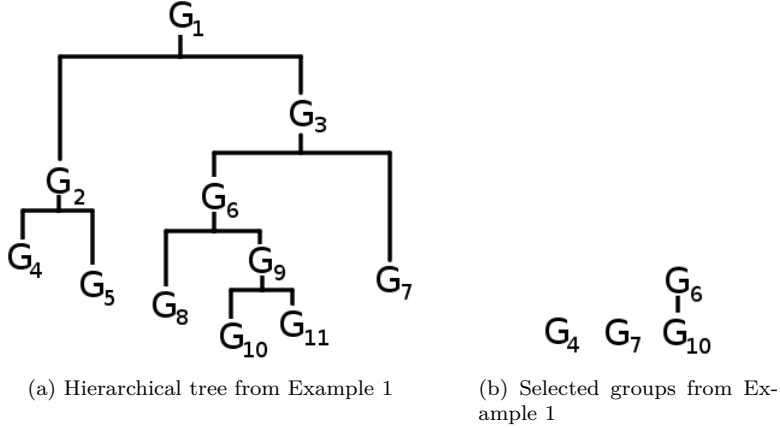 G1
G3
G2
G6
G4
G5
G9
G7
G8
G10
G11
G6
G4 G7 G10
(a) Hierarchical tree from Example 1
(b) Selected groups from Ex-
ample 1